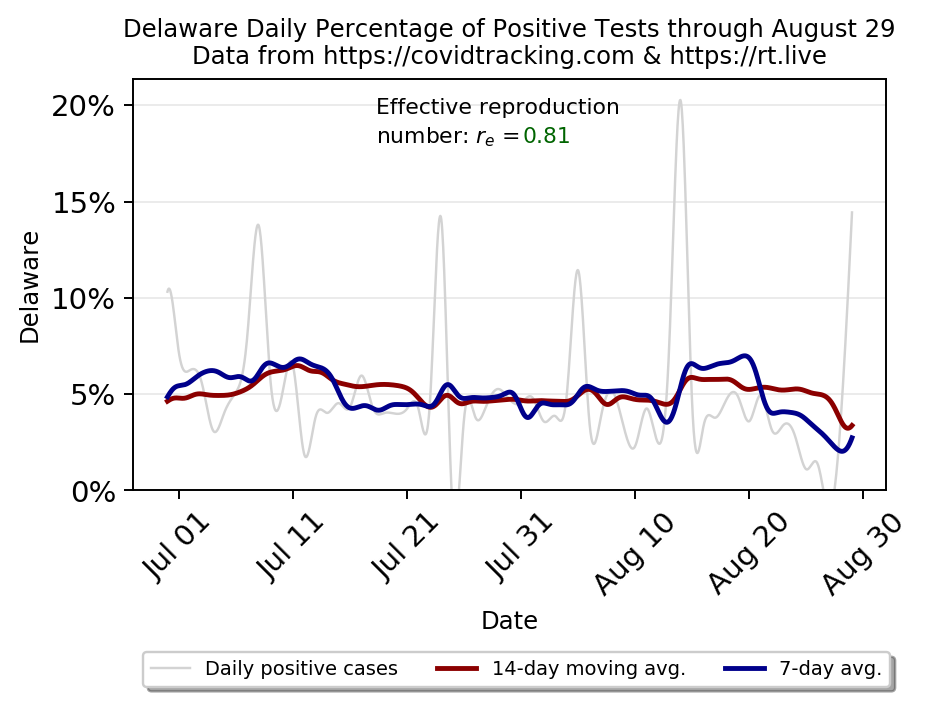 Delaware Daily Percentage of Positive Tests through August 29
Data from https://covidtracking.com & https://rt.live
Effective reproduction
number: rₑ =0.81
20%
15%
10%
5%
0%
Delaware
Jul 01
Jul 11
Jul 21
Jul 31
Aug 10
Aug 20
Aug 30
Date
Daily positive cases
14-day moving avg.
7-day avg.